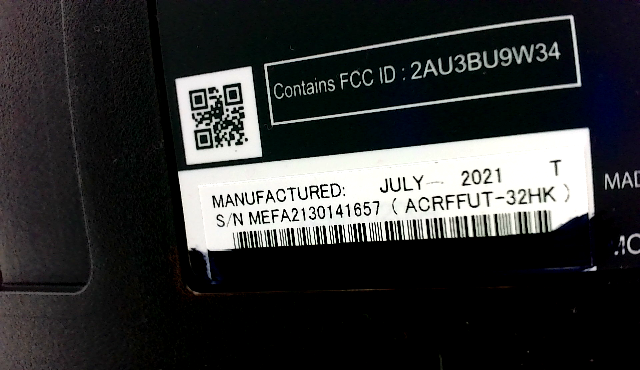 Contains FCC ID : 2AU3BU9W34
MANUFACTURED: JULY 2021 T
S/N MEFA2130141657 ( ACRFFUT-32HK )